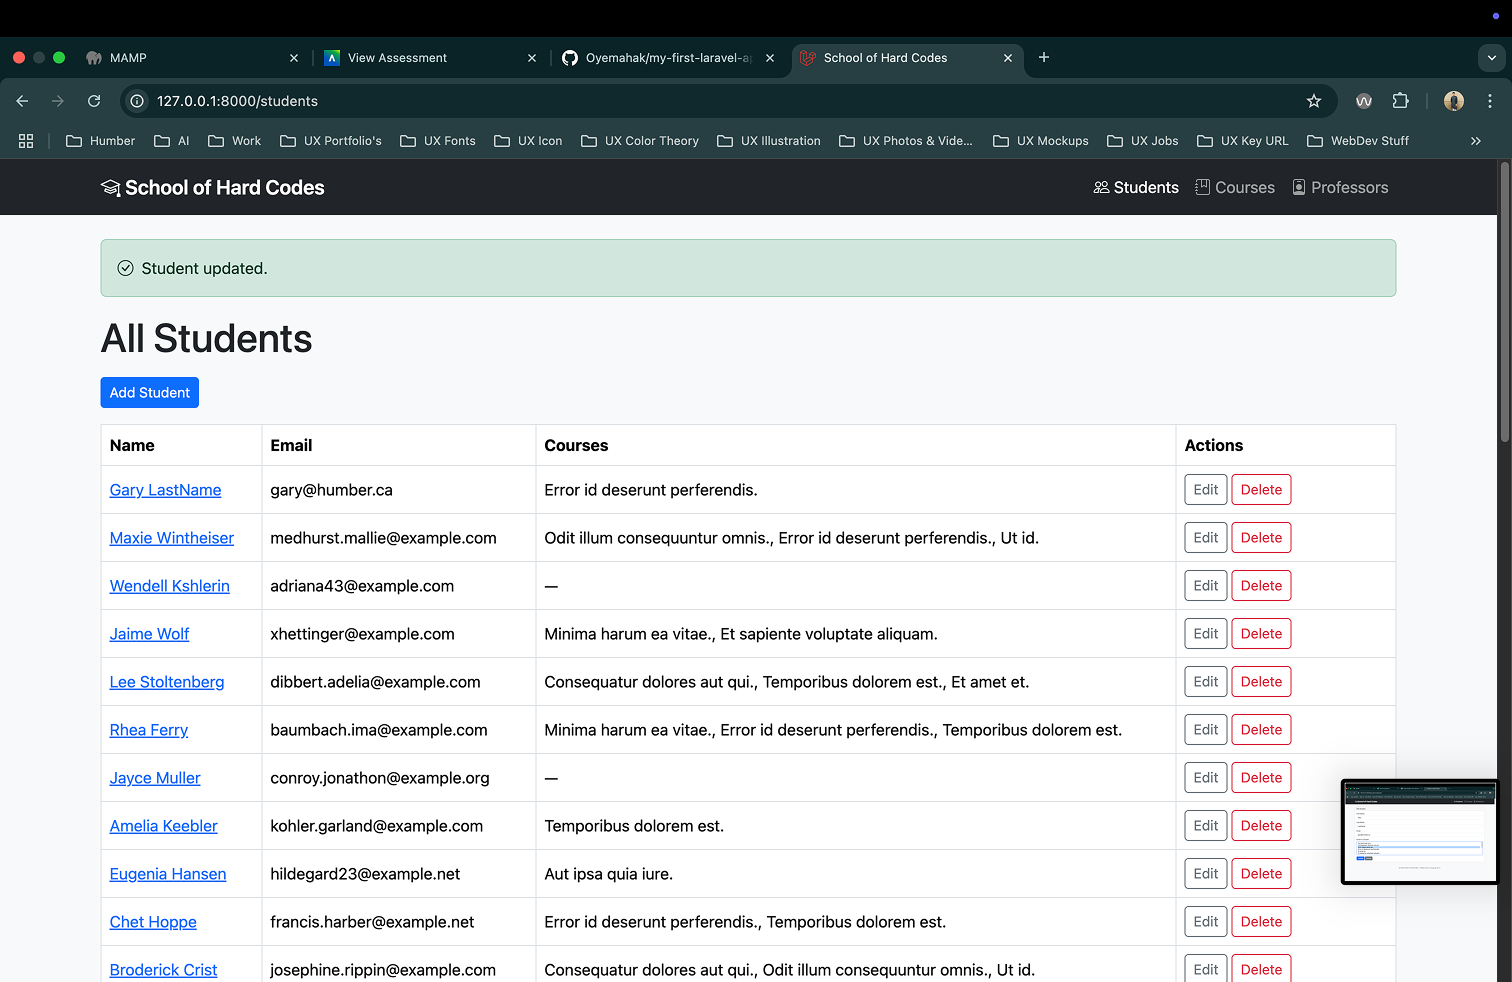 MAMP
View Assessment
Oyemahak/my-first-laravel-ap
School of Hard Codes
127.0.0.1:8000/students
Humber AI Work UX Portfolio's UX Fonts UX Icon UX Color Theory UX Illustration UX Photos & Vide... UX Mockups UX Jobs UX Key URL WebDev Stuff
School of Hard Codes Students Courses Professors
Student updated.
All Students
Add Student
Name Email Courses Actions
Gary LastName gary@humber.ca Error id deserunt perferendis. Edit Delete
Maxie Wintheiser medhurst.mallie@example.com Odit illum consequuntur omnis., Error id deserunt perferendis., Ut id. Edit Delete
Wendell Kshlerin adriana43@example.com — Edit Delete
Jaime Wolf xhettinger@example.com Minima harum ea vitae., Et sapiente voluptate aliquam. Edit Delete
Lee Stoltenberg dibbert.adelia@example.com Consequatur dolores aut qui., Temporibus dolorem est., Et amet et. Edit Delete
Rhea Ferry baumbach.ima@example.com Minima harum ea vitae., Error id deserunt perferendis., Temporibus dolorem est. Edit Delete
Jayce Muller conroy.jonathon@example.org — Edit Delete
Amelia Keebler kohler.garland@example.com Temporibus dolorem est. Edit Delete
Eugenia Hansen hildegard23@example.net Aut ipsa quia iure. Edit Delete
Chet Hoppe francis.harber@example.net Error id deserunt perferendis., Temporibus dolorem est. Edit Delete
Broderick Crist josephine.rippin@example.com Consequatur dolores aut qui., Odit illum consequuntur omnis., Ut id. Edit Delete